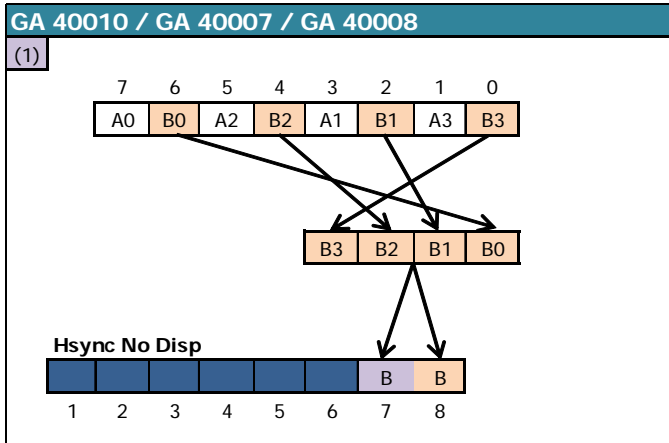 GA 40010 / GA 40007 / GA 40008
(1)
7 6 5 4 3 2 1 0
A0 B0 A2 B2 A1 B1 A3 B3
B3 B2 B1 B0
Hsync No Disp
B B
1 2 3 4 5 6 7 8